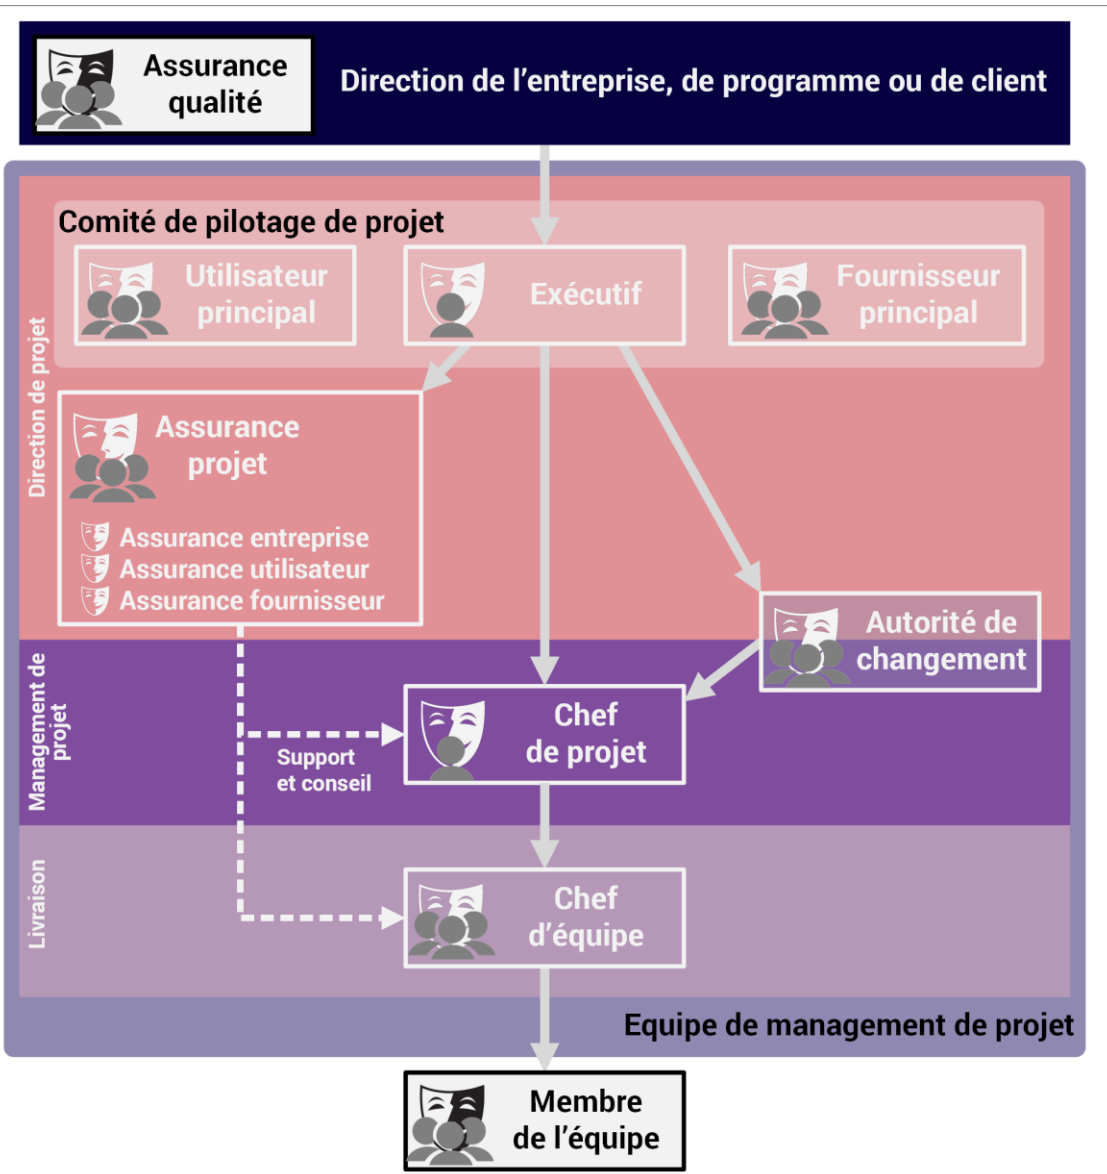 Assurance
qualité
Direction de l'entreprise, de programme ou de client
Comité de pilotage de projet
Utilisateur
principal
Exécutif
Fournisseur
principal
Direction de projet
Assurance
projet
Assurance entreprise
Assurance utilisateur
Assurance fournisseur
Autorité de
changement
Management de
projet
Chef
de projet
Support
et conseil
Livraison
Chef
d'équipe
Equipe de management de projet
Membre
de l'équipe